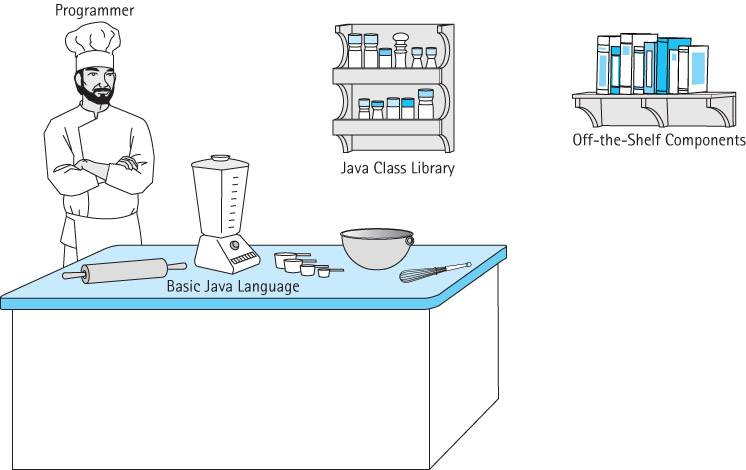 Programmer
Java Class Library
Off-the-Shelf Components
Basic Java Language